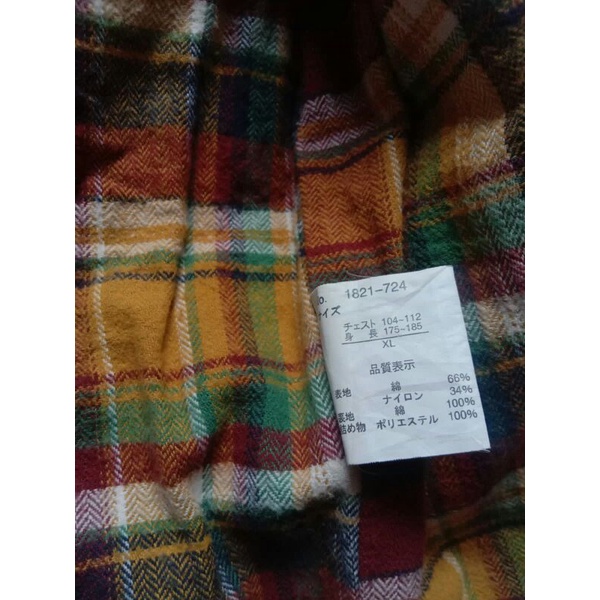 o. 1821-724
イズ
チェスト 104-112
身 長 175-185
XL
品質表示
表地 綿 66%
ナイロン 34%
裏地 綿 100%
詰め物 ポリエステル 100%